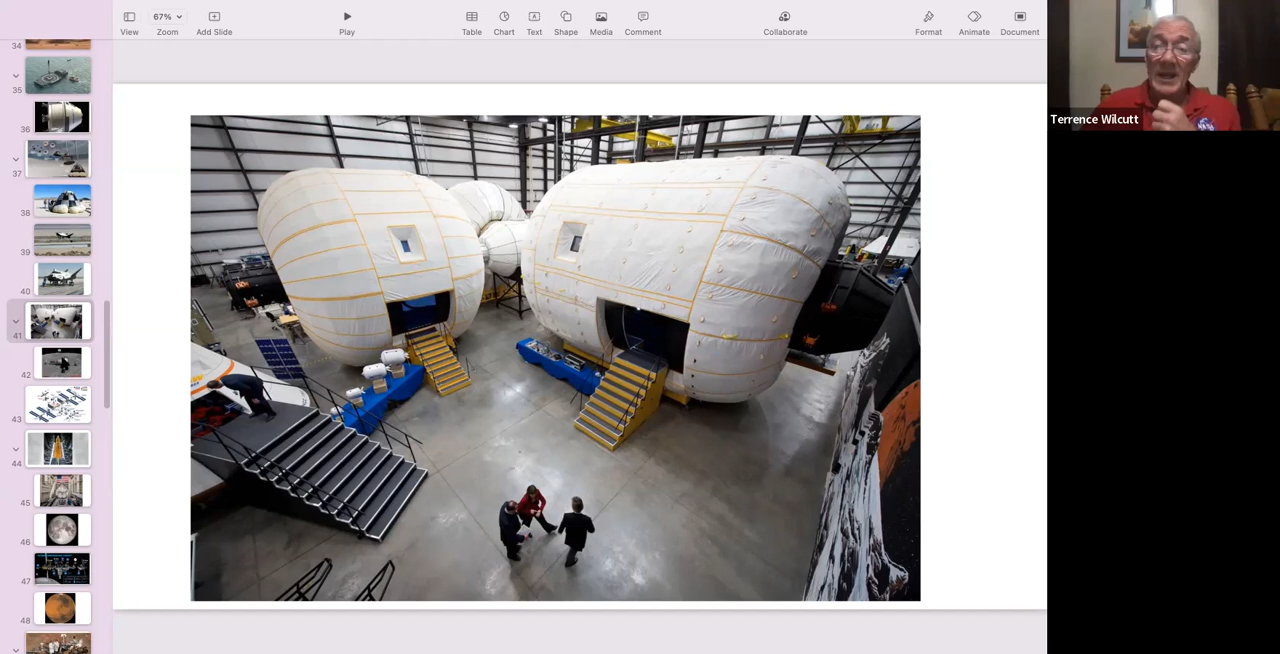 67%
View
Zoom
Add Slide
Play
Table
Chart
Text
Shape
Media
Comment
Collaborate
Format
Animate
Document
34
35
36
37
38
39
40
41
42
43
44
45
46
47
48
Terrence Wilcutt
NASA